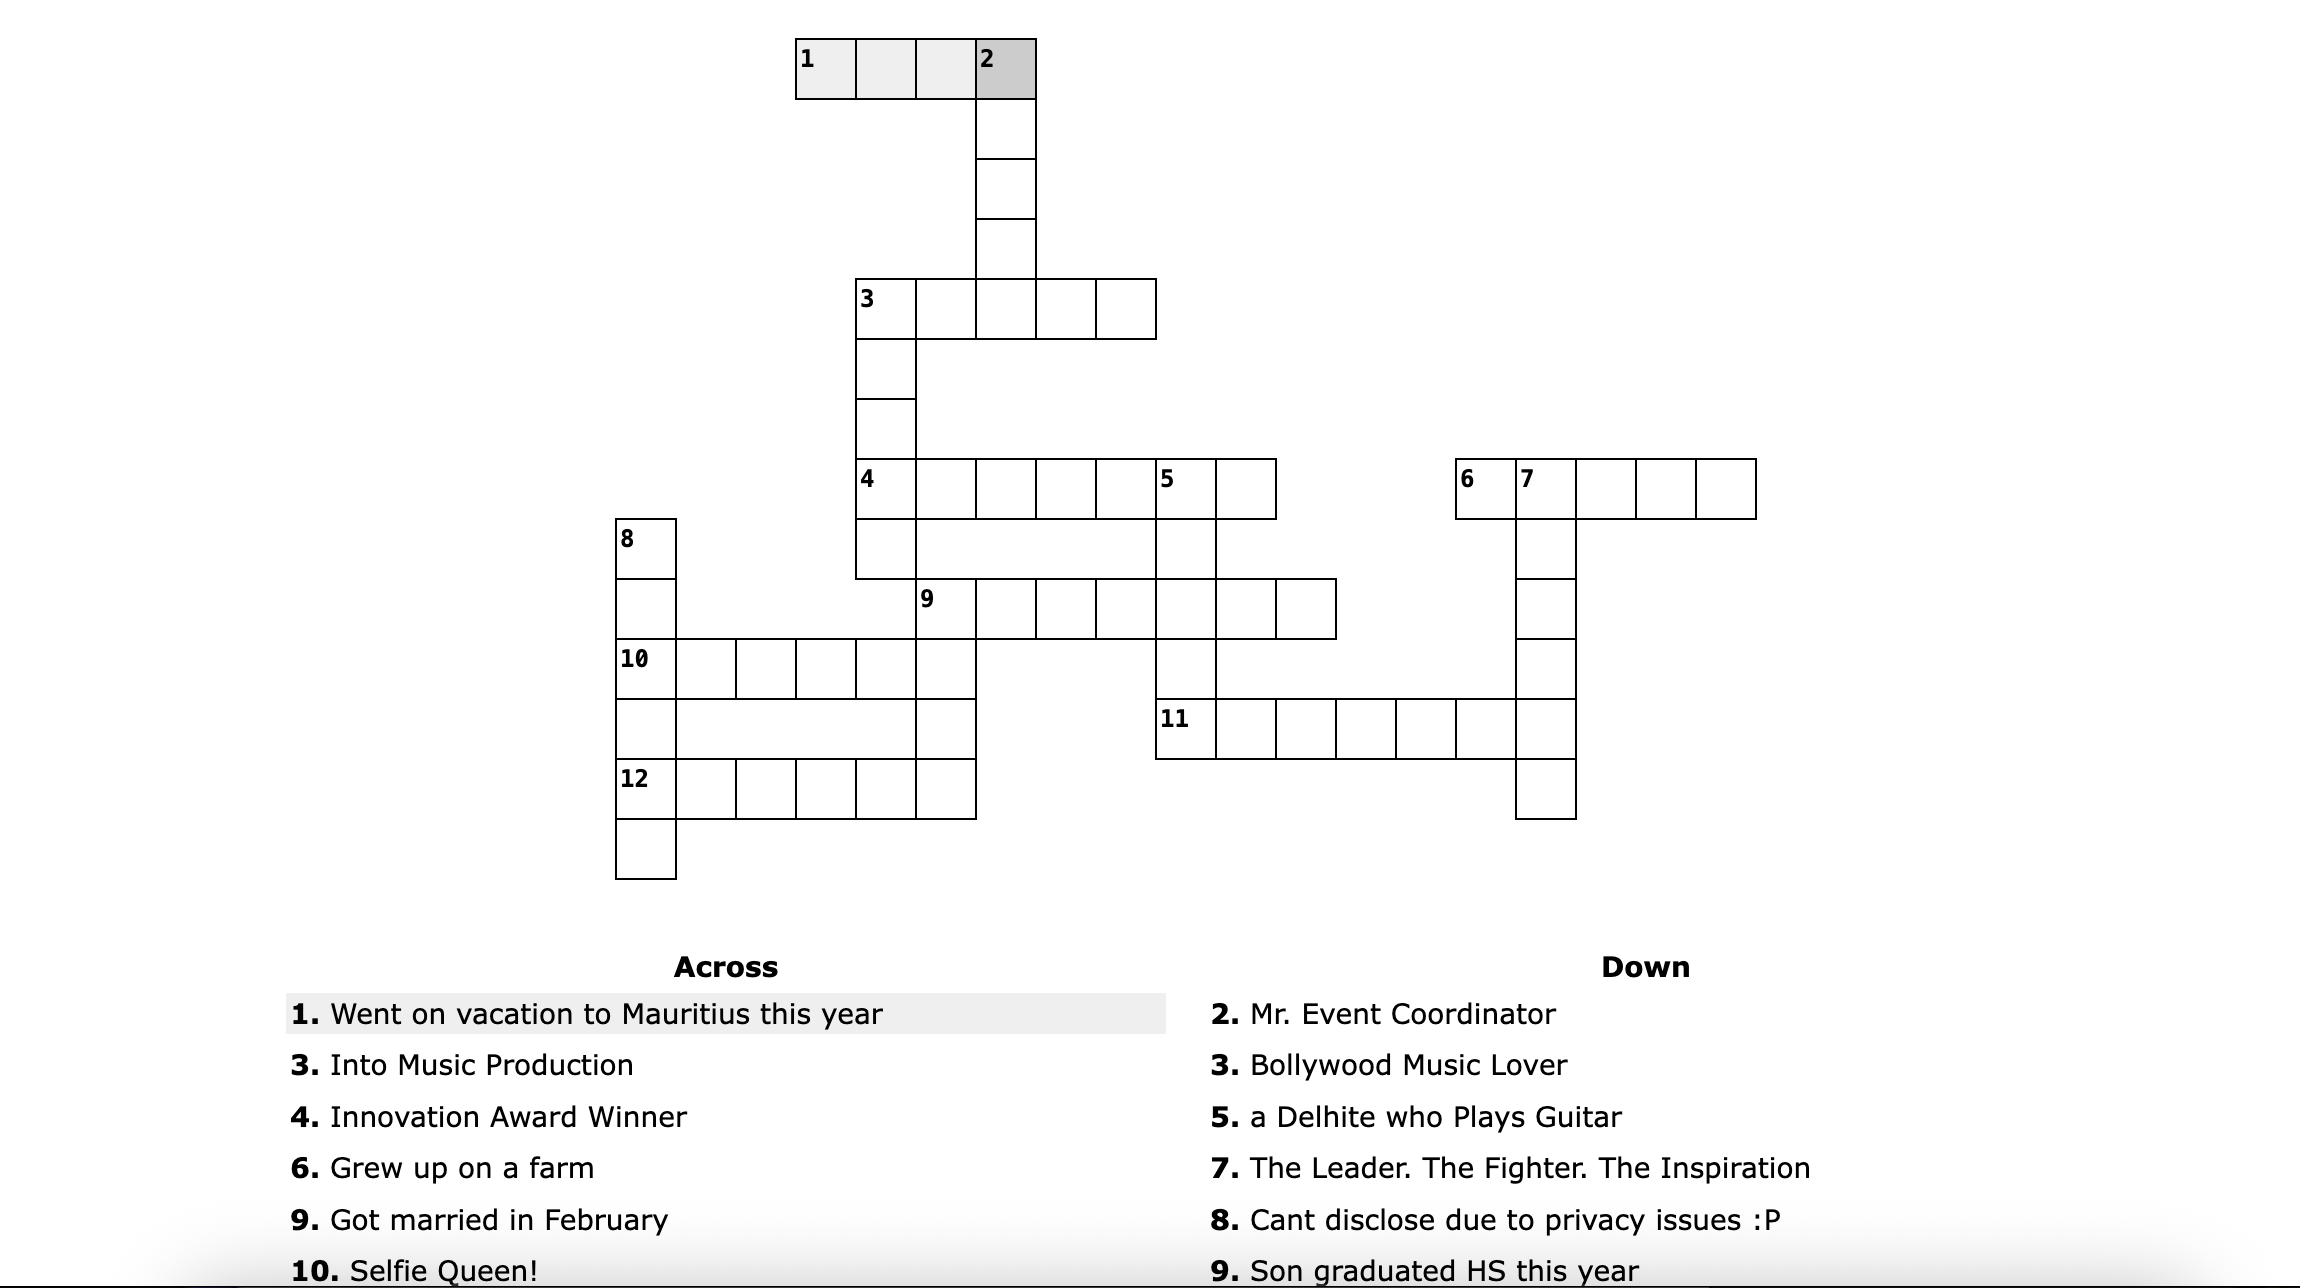 1
2
3
4
5
6
7
8
9
10
11
12
Across
1. Went on vacation to Mauritius this year
3. Into Music Production
4. Innovation Award Winner
6. Grew up on a farm
9. Got married in February
10. Selfie Queen!
Down
2. Mr. Event Coordinator
3. Bollywood Music Lover
5. a Delhite who Plays Guitar
7. The Leader. The Fighter. The Inspiration
8. Cant disclose due to privacy issues :P
9. Son graduated HS this year